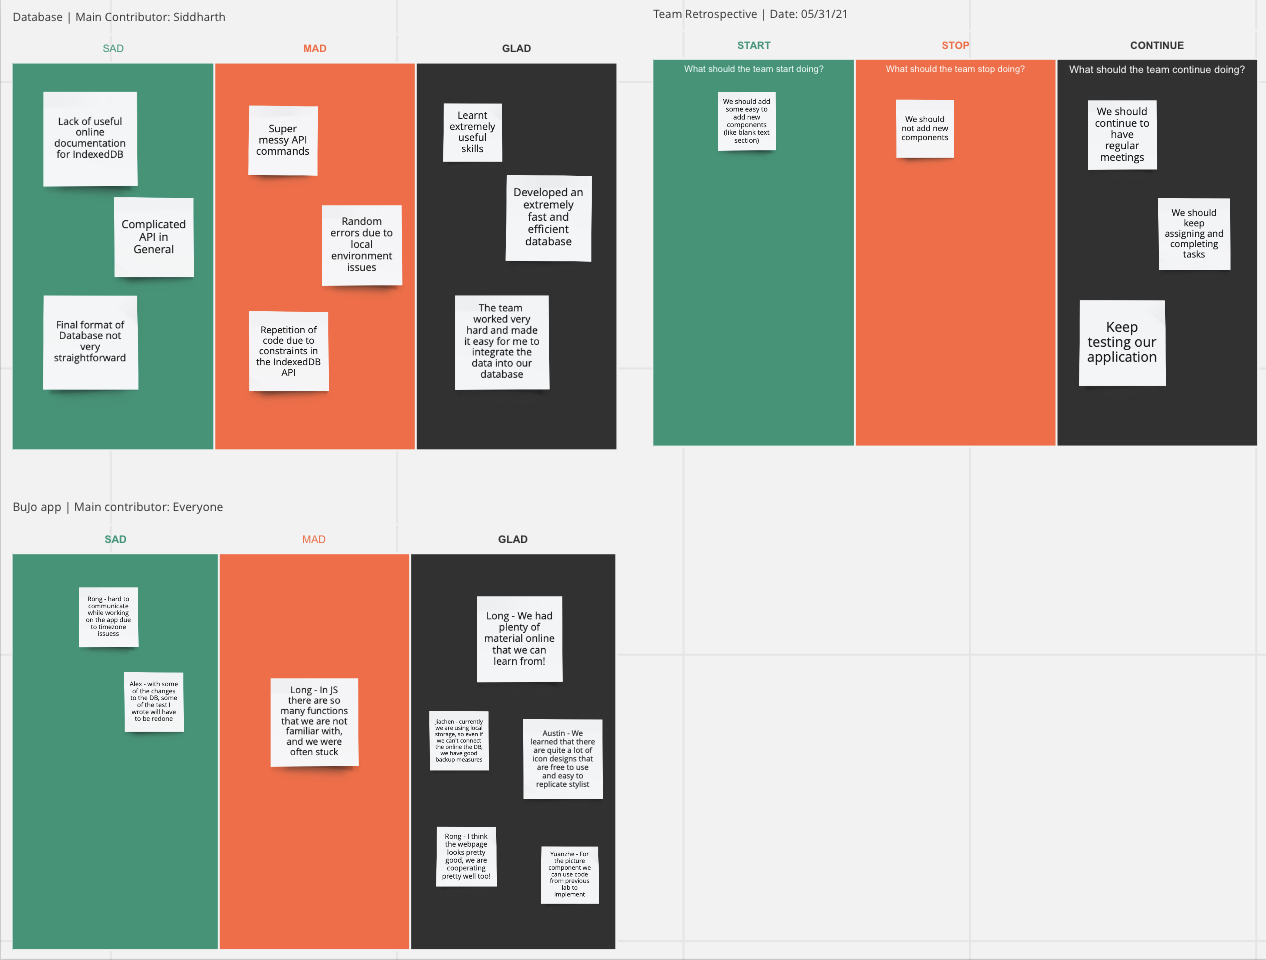 Database | Main Contributor: Siddharth
SAD
MAD
GLAD
Lack of useful
online
documentation
for IndexedDB
Complicated
API in
General
Final format of
Database not
very
straightforward
Super
messy API
commands
Random
errors due to
local
environment
issues
Repetition of
code due to
constraints in
the IndexedDB
API
Learnt
extremely
useful
skills
Developed an
extremely
fast and
efficient
database
The team
worked very
hard and made
it easy for me to
integrate the
data into our
database
Team Retrospective | Date: 05/31/21
START
STOP
CONTINUE
What should the team start doing?
What should the team stop doing?
What should the team continue doing?
We should add
some easy to
add new
components
(like blank text
section)
We should
not add new
components
We should
continue to
have
regular
meetings
We should
keep
assigning and
completing
tasks
Keep
testing our
application
BuJo app | Main contributor: Everyone
SAD
MAD
GLAD
Rong - hard to
communicate
while working
on the app due
to timezone
issuess
Alex - with some
of the changes
to the DB, some
of the test I
wrote will have
to be redone
Long - In JS
there are so
many functions
that we are not
familiar with,
and we were
often stuck
Long - We had
plenty of
material online
that we can
learn from!
Jiachen - currently
we are using local
storage, so even if
we can't connect
the online the DB,
we have good
backup measures
Austin - We
learned that there
are quite a lot of
icon designs that
are free to use
and easy to
replicate stylist
Rong - I think
the webpage
looks pretty
good, we are
cooperating
pretty well too!
Yuanzhe - For
the picture
component we
can use code
from previous
lab to
implement